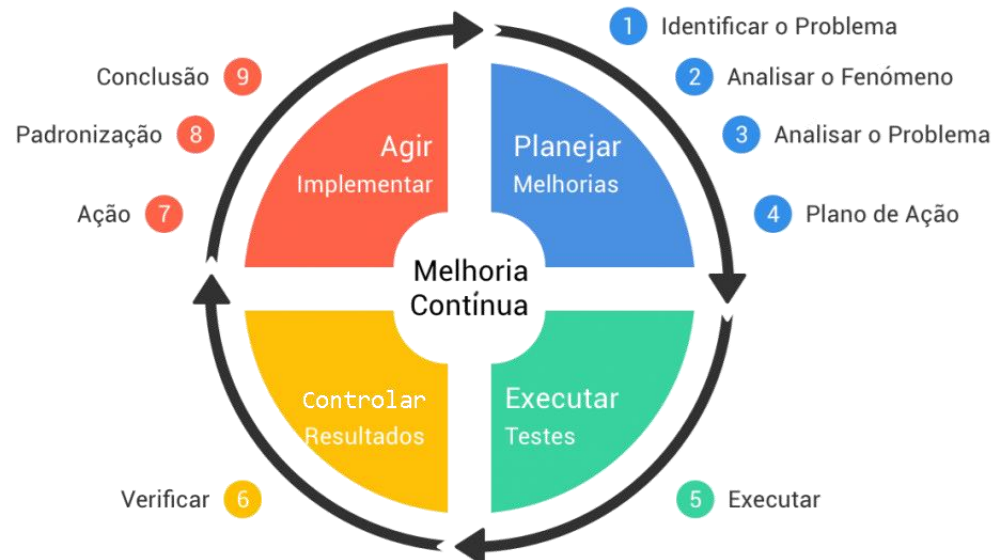 1 Identificar o Problema
2 Analisar o Fenómeno
3 Analisar o Problema
4 Plano de Ação
5 Executar
Verificar 6
Ação 7
Padronização 8
Conclusão 9
Agir
Implementar
Planejar
Melhorias
Melhoria
Contínua
Controlar
Resultados
Executar
Testes